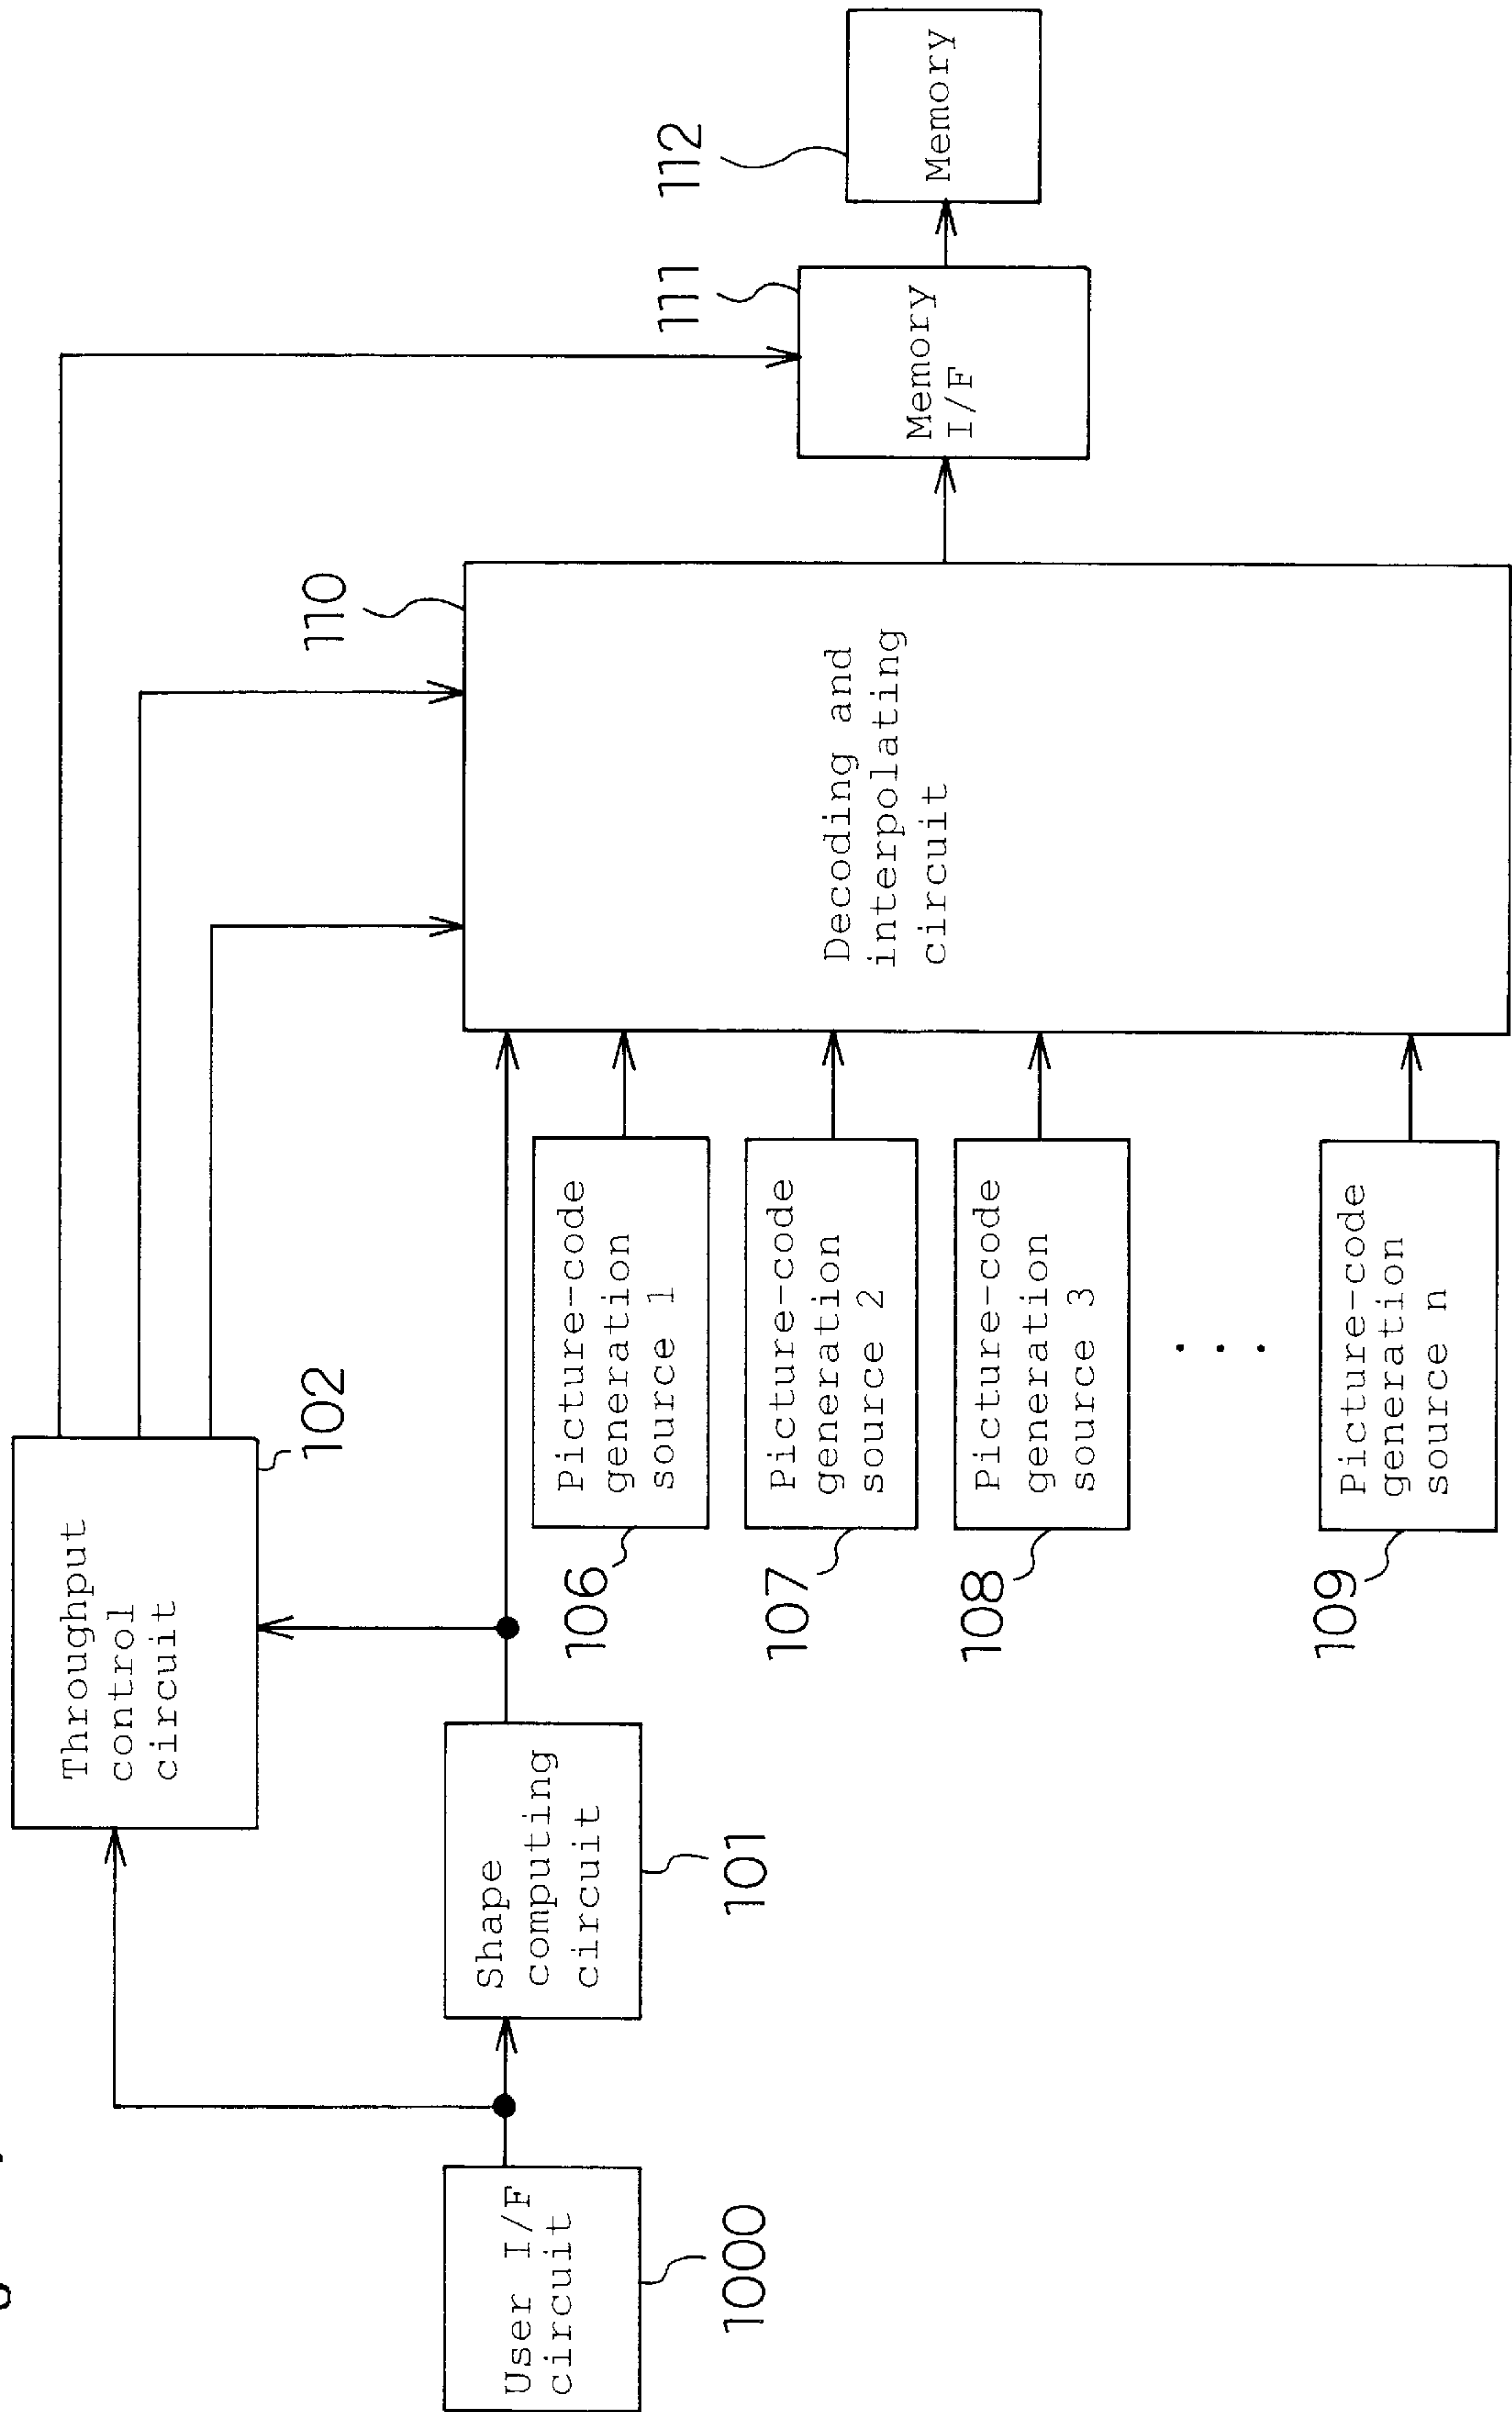 Throughput
control
circuit
102
User I/F
circuit
1000
Shape
computing
circuit
101
Picture-code
generation
source 1
106
Picture-code
generation
source 2
107
Picture-code
generation
source 3
108
. . .
Picture-code
generation
source n
109
Decoding and
interpolating
circuit
110
Memory
I/F
111
Memory
112